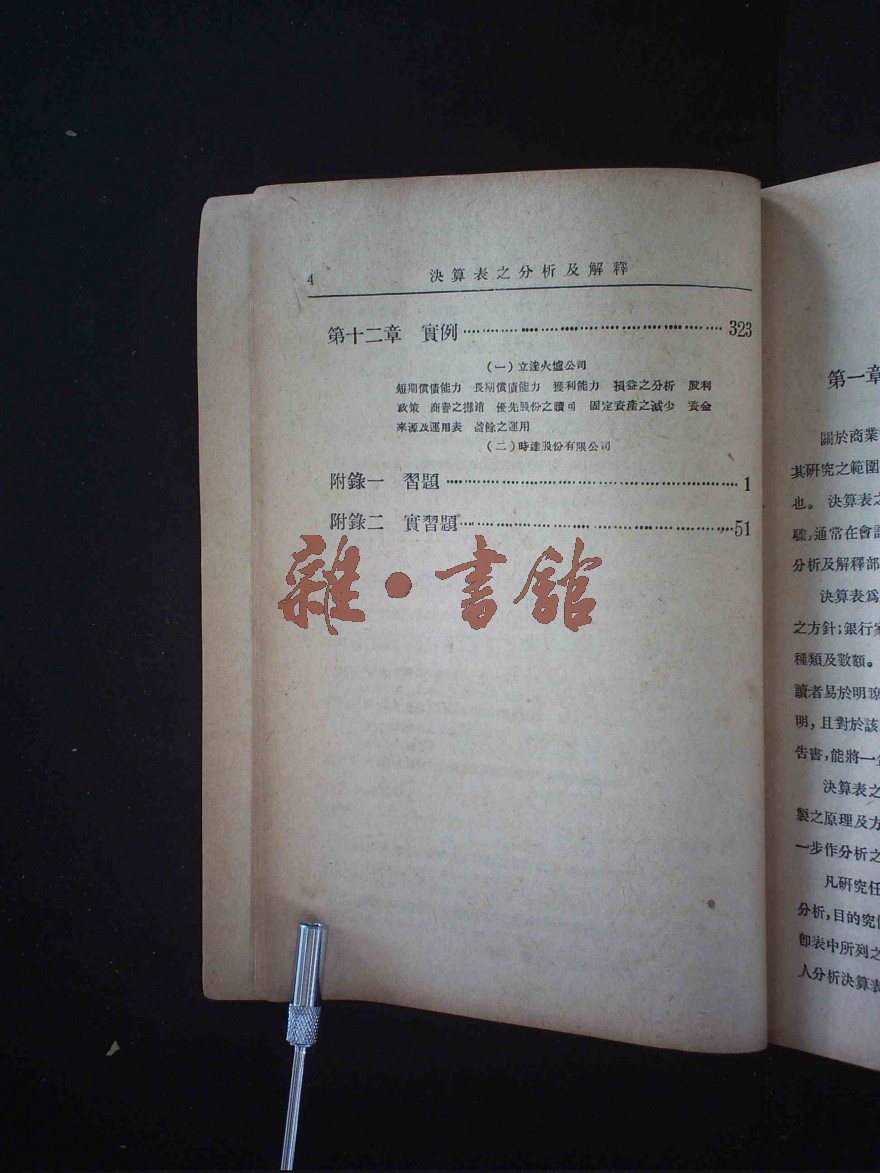 4 決算表之分析及解釋
第十二章 實例 323
(一)立達火爐公司
短期償債能力 長期償債能力 獲利能力 損益之分析 股利
政策 商譽之攤銷 優先股份之贖回 固定資產之減少 資金
來源及運用表 盈餘之運用
(二)時達股份有限公司
附錄一 習題 1
附錄二 實習題 51
雜·書館
第一章
關於商業
其研究之範圍
也。決算表之
驟,通常在會計
分析及解釋部
決算表爲
之方針;銀行家
種類及數額。
讀者易於明瞭
明,且對於該
告書,能將一
決算表之
製之原理及方
一步作分析之
凡研究任
分析,目的究
卽表中所列之
人分析決算表